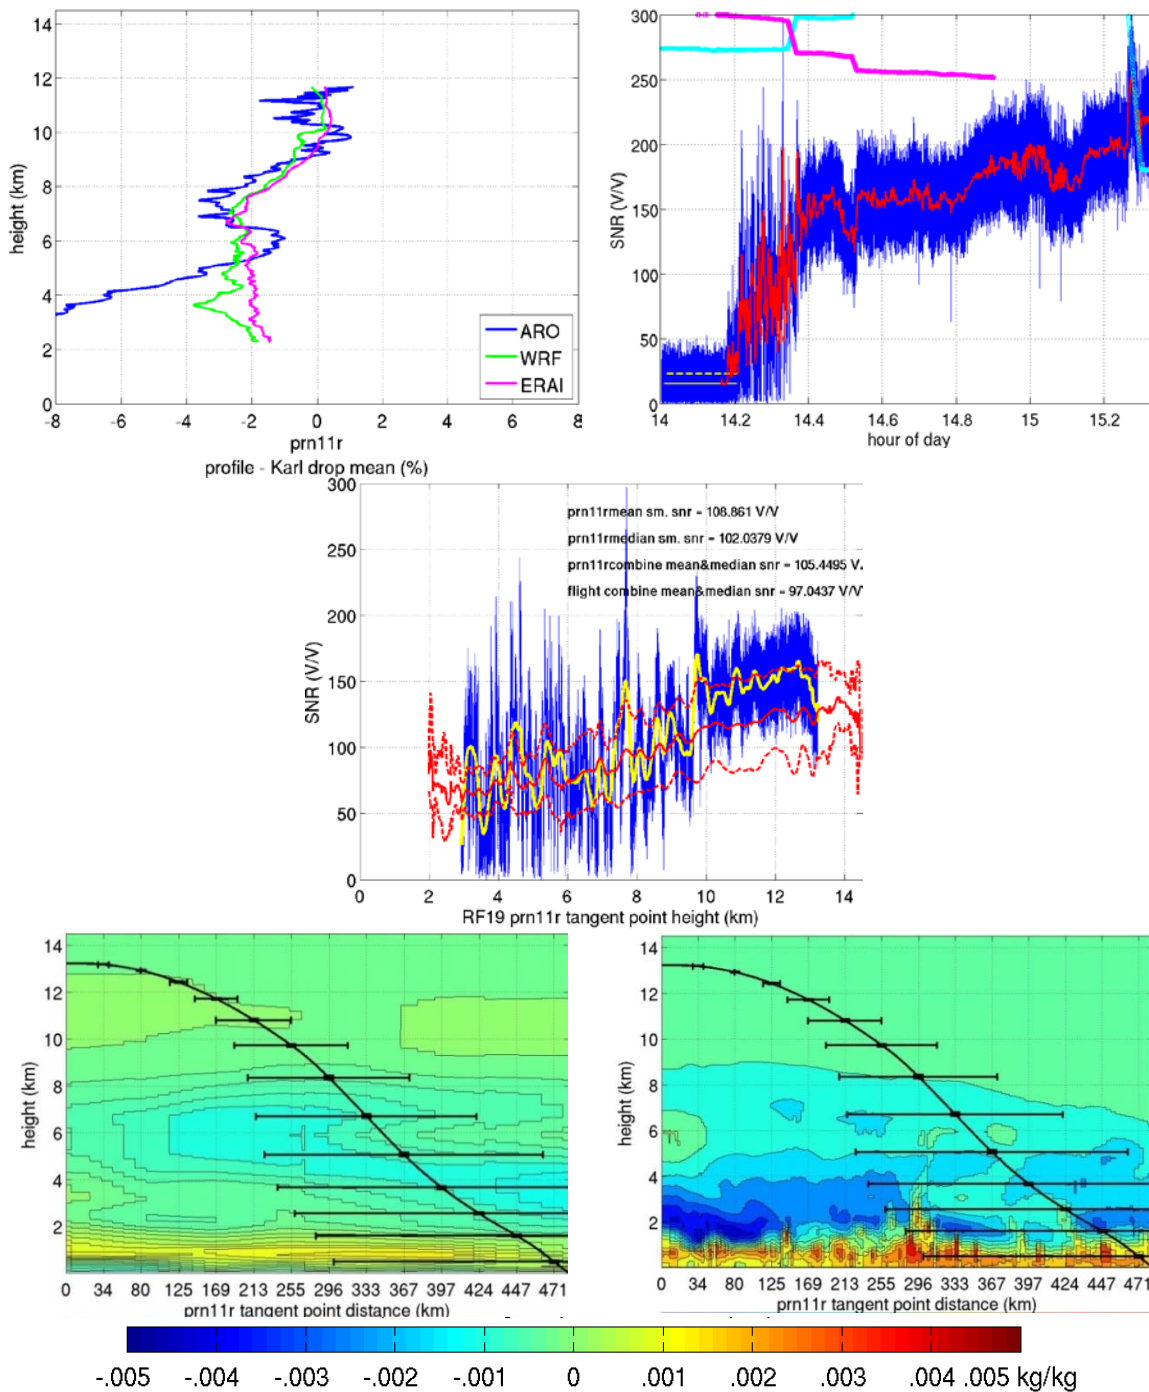 14
12
10
8
6
4
2
0
height (km)
-8 -6 -4 -2 0 2 4 6 8
prn11r
profile - Karl drop mean (%)
ARO
WRF
ERAI
300
250
200
150
100
50
0
SNR (V/V)
14 14.2 14.4 14.6 14.8 15 15.2
hour of day
300
250
200
150
100
50
0
SNR (V/V)
prn11rmean sm. snr = 108.861 V/V
prn11rmedian sm. snr = 102.0379 V/V
prn11rcombine mean&median snr = 105.4495 V
flight combine mean&median snr = 97.0437 V/V
0 2 4 6 8 10 12 14
RF19 prn11r tangent point height (km)
14
12
10
8
6
4
2
height (km)
0 34 80 125 169 213 255 296 333 367 397 424 447 471
prn11r tangent point distance (km)
14
12
10
8
6
4
2
height (km)
0 34 80 125 169 213 255 296 333 367 397 424 447 471
prn11r tangent point distance (km)
-.005 -.004 -.003 -.002 -.001 0 .001 .002 .003 .004 .005 kg/kg